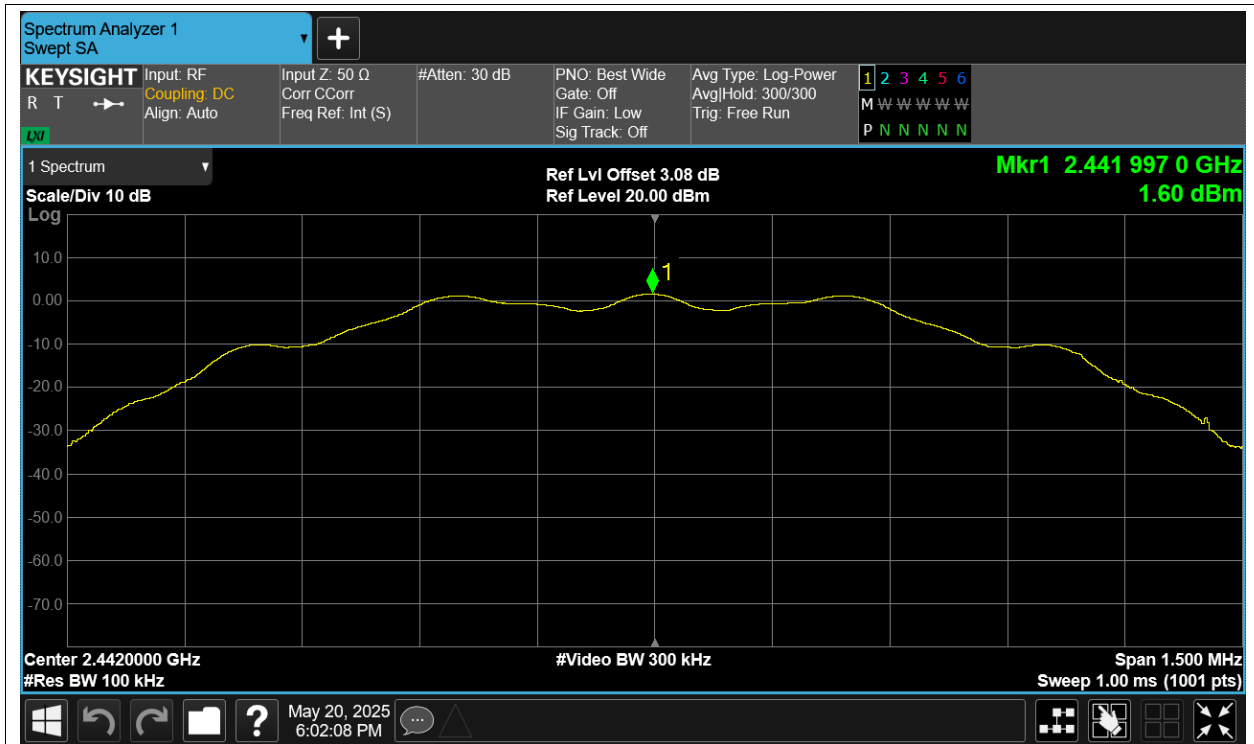 Spectrum Analyzer 1
Swept SA
+
KEYSIGHT
R T
LXI
Input: RF
Coupling: DC
Align: Auto
Input Z: 50 Ω
Corr CCorr
Freq Ref: Int (S)
#Atten: 30 dB
PNO: Best Wide
Gate: Off
IF Gain: Low
Sig Track: Off
Avg Type: Log-Power
Avg|Hold: 300/300
Trig: Free Run
1 2 3 4 5 6
M W W W W W
P N N N N N
1 Spectrum
Scale/Div 10 dB
Ref Lvl Offset 3.08 dB
Ref Level 20.00 dBm
Mkr1 2.441 997 0 GHz
1.60 dBm
Log
10.0
0.00
-10.0
-20.0
-30.0
-40.0
-50.0
-60.0
-70.0
1
Center 2.4420000 GHz
#Res BW 100 kHz
#Video BW 300 kHz
Span 1.500 MHz
Sweep 1.00 ms (1001 pts)
?
May 20, 2025
6:02:08 PM